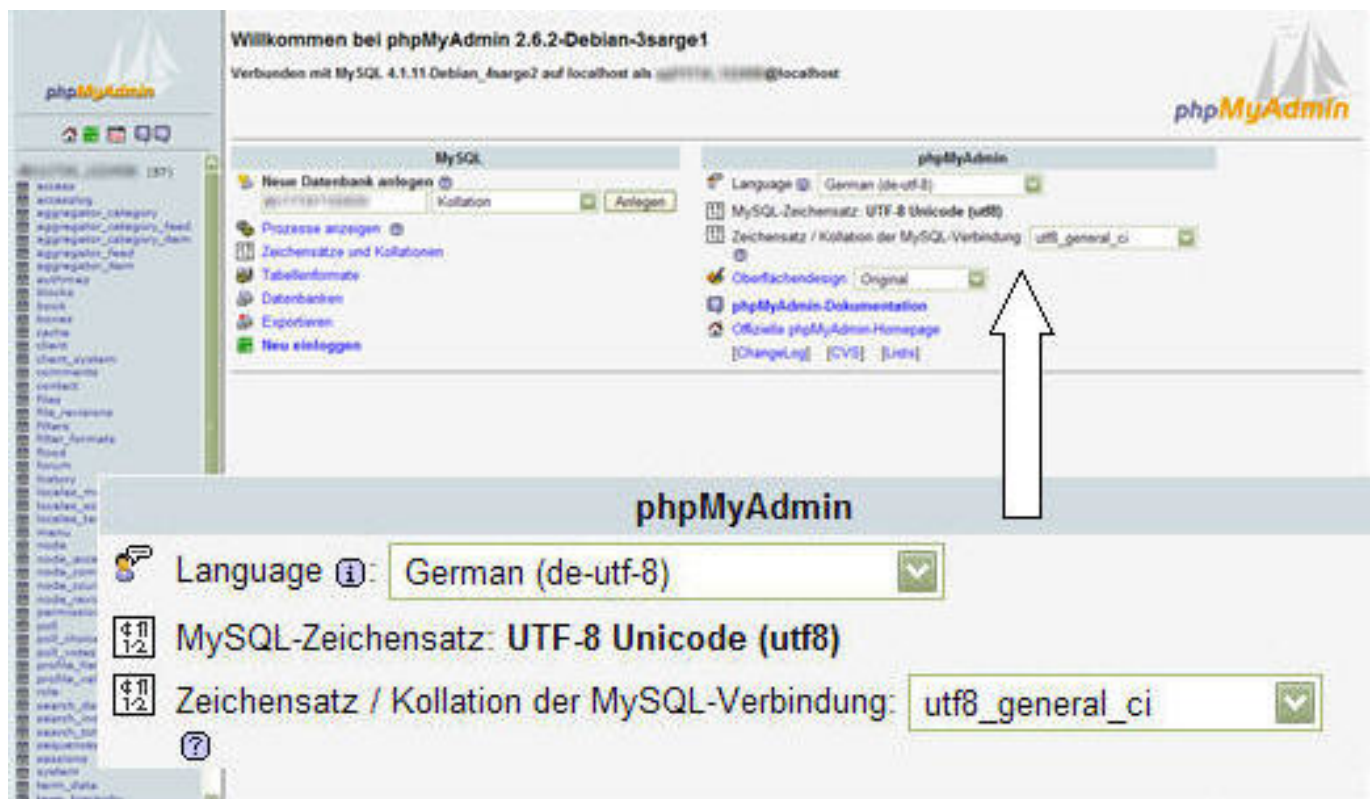 phpMyAdmin
(37)
access
accesslog
aggregator_category
aggregator_category_feed
aggregator_category_item
aggregator_feed
aggregator_item
authmap
blocks
book
boxes
cache
client
client_system
comments
contact
files
file_revisions
filters
filter_formats
flood
forum
history
menu
node
poll
role
sessions
system
term_data
Willkommen bei phpMyAdmin 2.6.2-Debian-3sarge1
Verbunden mit MySQL 4.1.11-Debian_4sarge2 auf localhost als
@localhost
phpMyAdmin
MySQL
Neue Datenbank anlegen
Kollation Anlegen
Prozesse anzeigen
Zeichensätze und Kollationen
Tabellenformate
Datenbanken
Exportieren
Neu einloggen
phpMyAdmin
Language : German (de-utf-8)
MySQL-Zeichensatz: UTF-8 Unicode (utf8)
Zeichensatz / Kollation der MySQL-Verbindung: utf8_general_ci
Oberflächendesign: Original
phpMyAdmin-Dokumentation
Offizielle phpMyAdmin-Homepage
[ChangeLog] [CVS] [Lists]
phpMyAdmin
Language : German (de-utf-8)
MySQL-Zeichensatz: UTF-8 Unicode (utf8)
Zeichensatz / Kollation der MySQL-Verbindung: utf8_general_ci